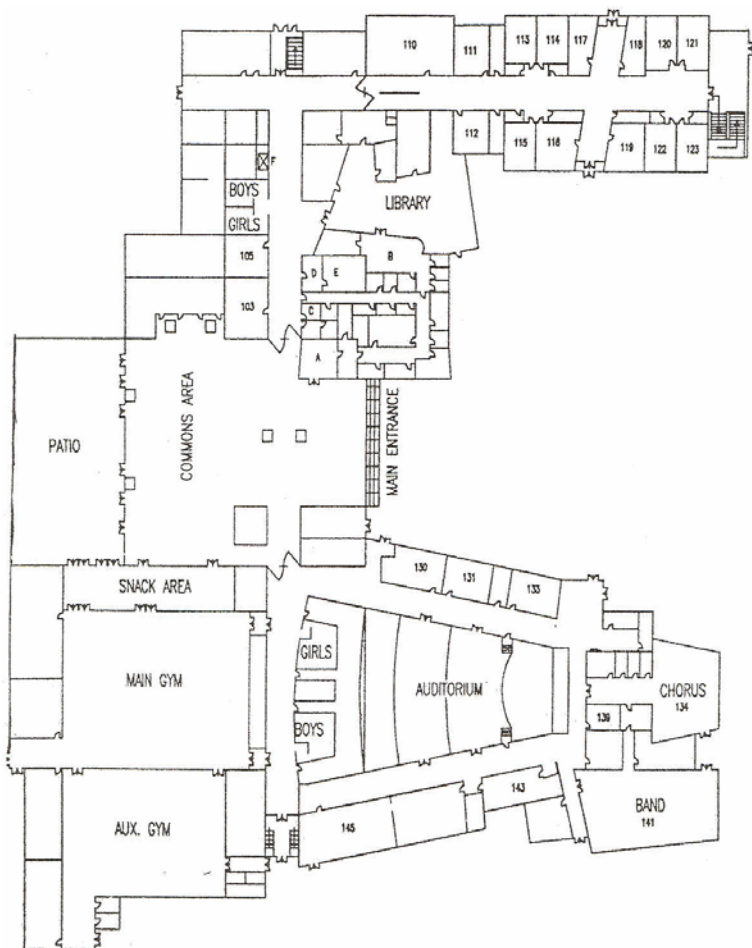 110
111
113
114
117
118
120
121
112
115
116
119
122
123
F
BOYS
GIRLS
LIBRARY
105
B
D
E
103
C
A
PATIO
COMMONS AREA
MAIN ENTRANCE
SNACK AREA
130
131
133
MAIN GYM
GIRLS
AUDITORIUM
BOYS
CHORUS
134
139
AUX. GYM
145
143
BAND
141